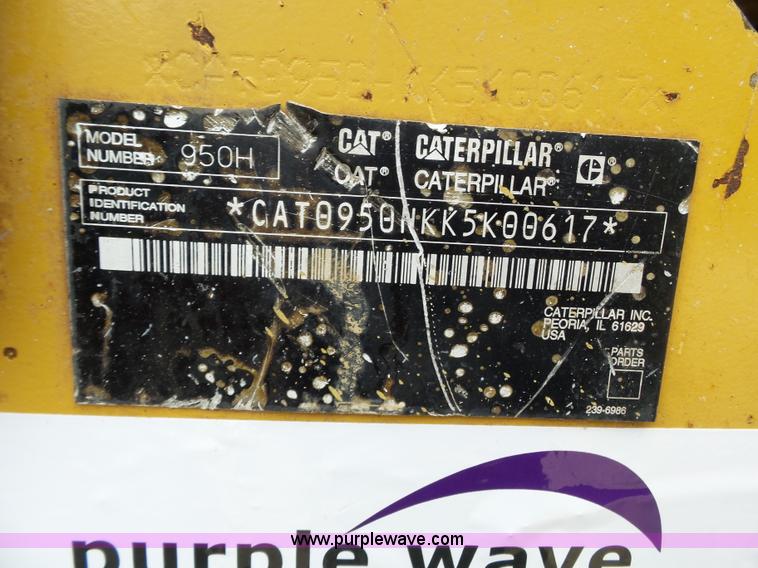 MODEL NUMBER 950H
CAT® CATERPILLAR®
CAT® CATERPILLAR®
PRODUCT IDENTIFICATION NUMBER
*CAT0950HKK5K00617*
CATERPILLAR INC.
PEORIA, IL 61629
USA
PARTS ORDER
239-6986
www.purplewave.com
purple wave